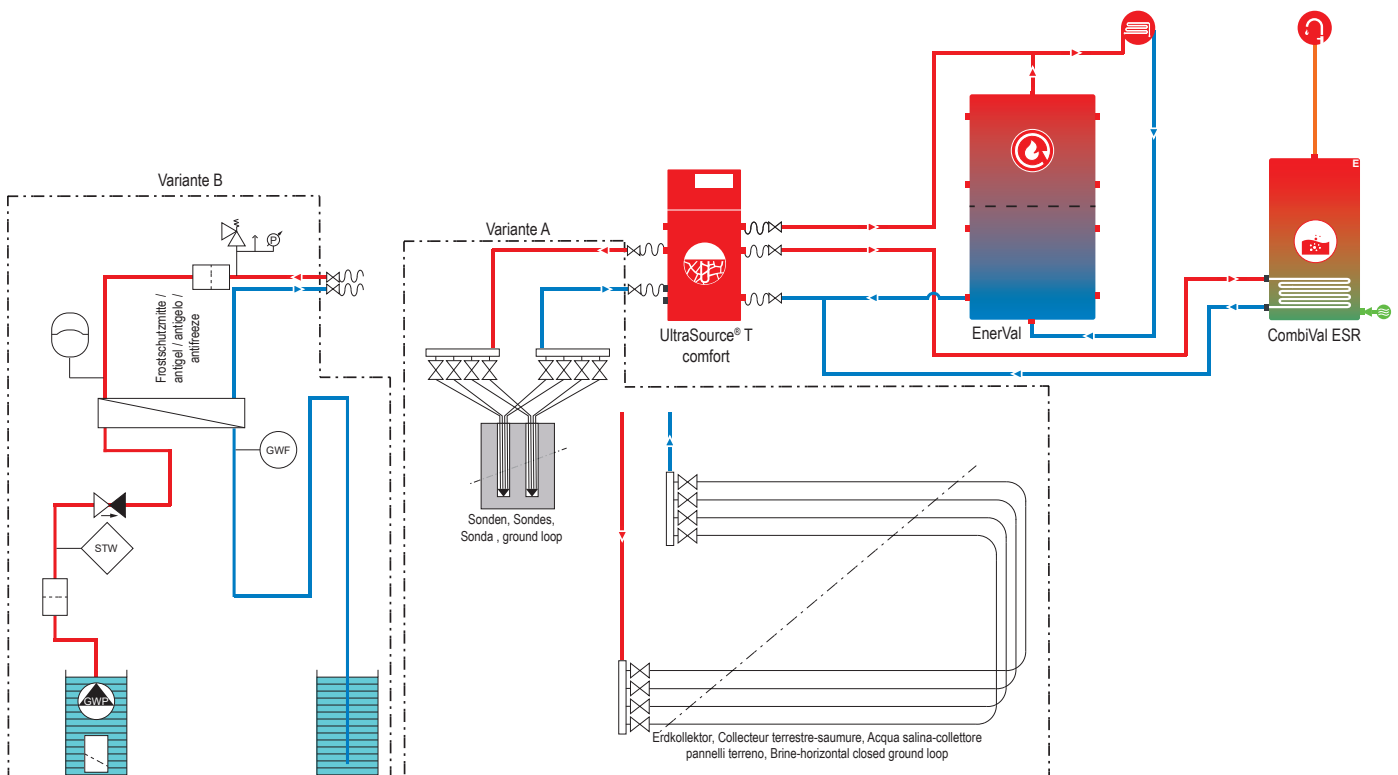 Variante B
Variante A
P
Frostschutzmitte /
antigel / antigelo /
antifreeze
GWF
STW
GWP
Sonden, Sondes,
Sonda , ground loop
UltraSource® T
comfort
EnerVal
E
CombiVal ESR
Erdkollektor, Collecteur terrestre-saumure, Acqua salina-collettore
pannelli terreno, Brine-horizontal closed ground loop